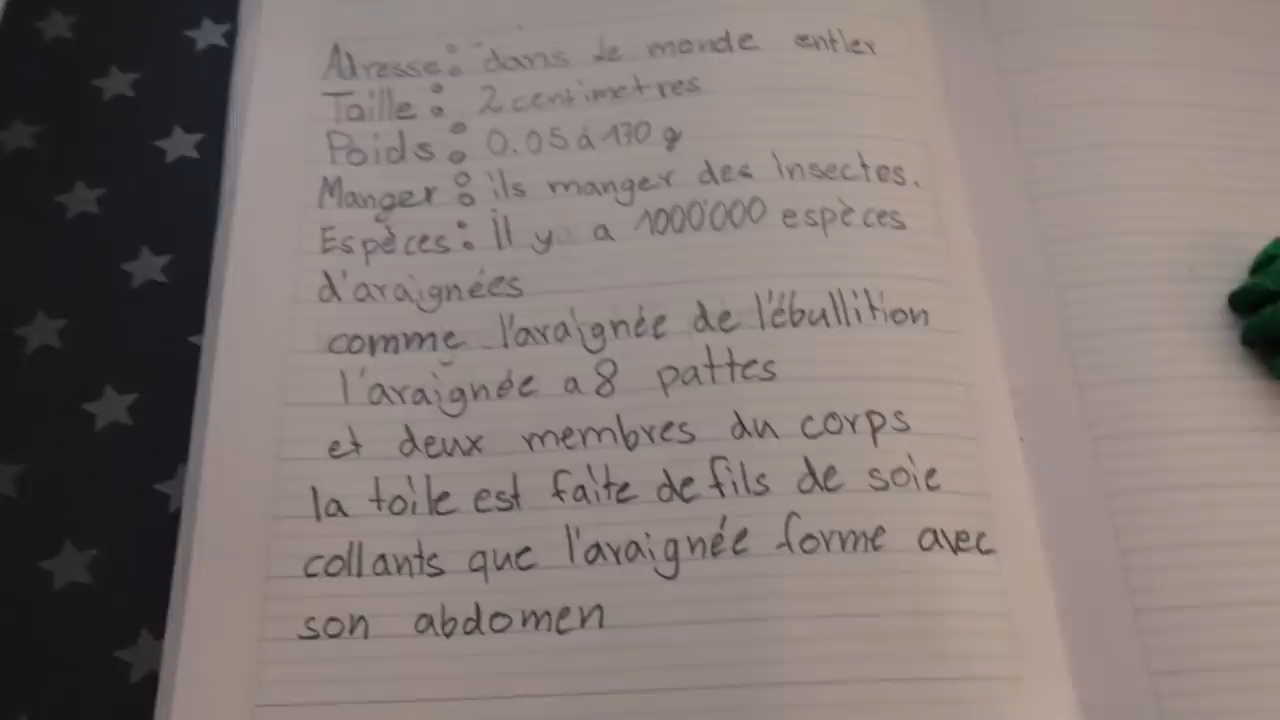 Adresse: dans le monde entier
Taille: 2 centimetres
Poids: 0.05 à 170 g
Manger: ils manger des Insectes.
Espèces: il y a 1000'000 espèces
d'araignées
comme l'araignée de l'ébullition
l'araignée a 8 pattes
et deux membres du corps
la toile est faite de fils de soie
collants que l'araignée forme avec
son abdomen